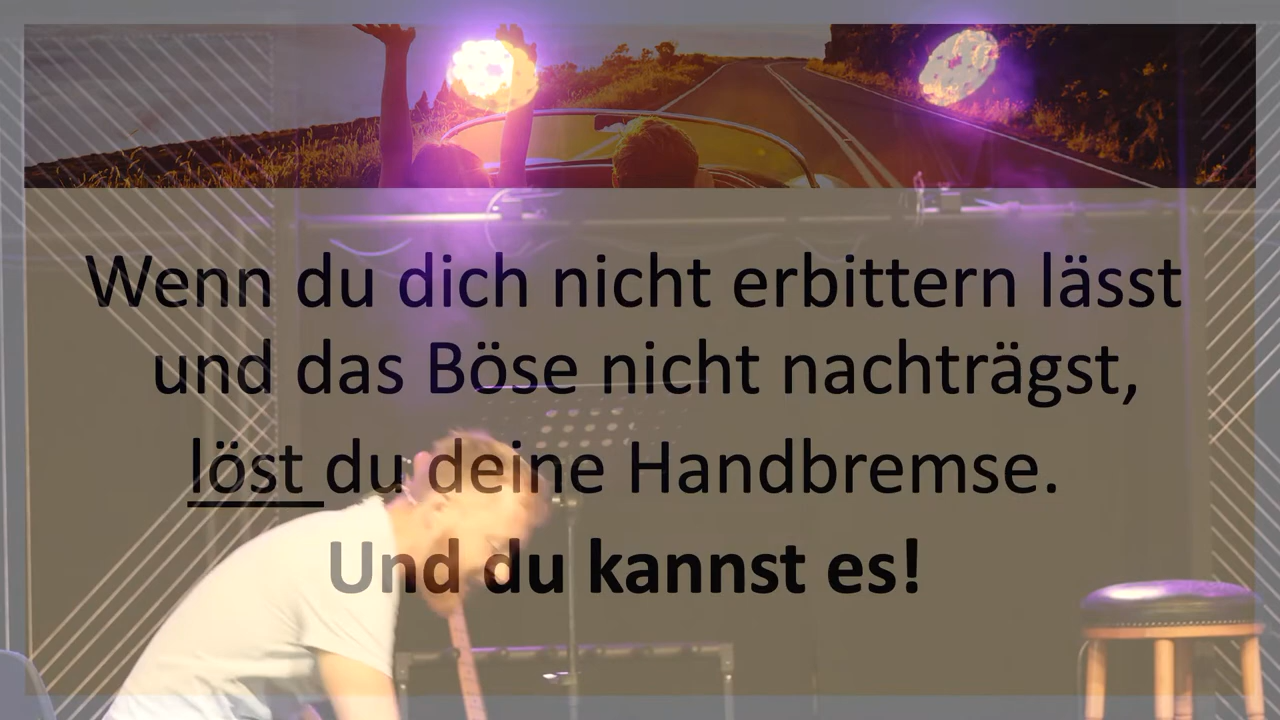 Wenn du dich nicht erbittern lässt
und das Böse nicht nachträgst,
löst du deine Handbremse.
Und du kannst es!